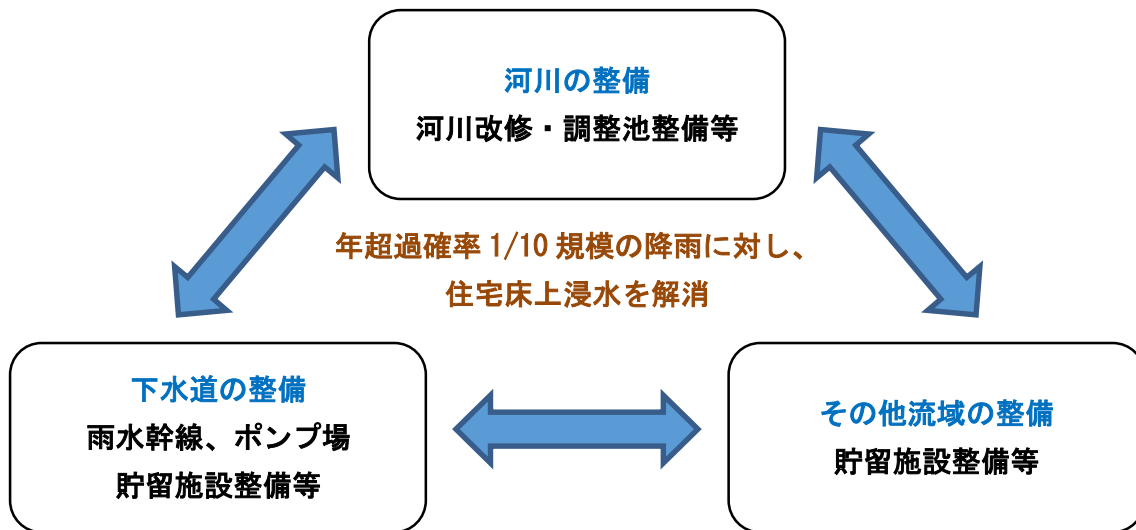 河川の整備
河川改修・調整池整備等
年超過確率 1/10 規模の降雨に対し、
住宅床上浸水を解消
下水道の整備
雨水幹線、ポンプ場
貯留施設整備等
その他流域の整備
貯留施設整備等